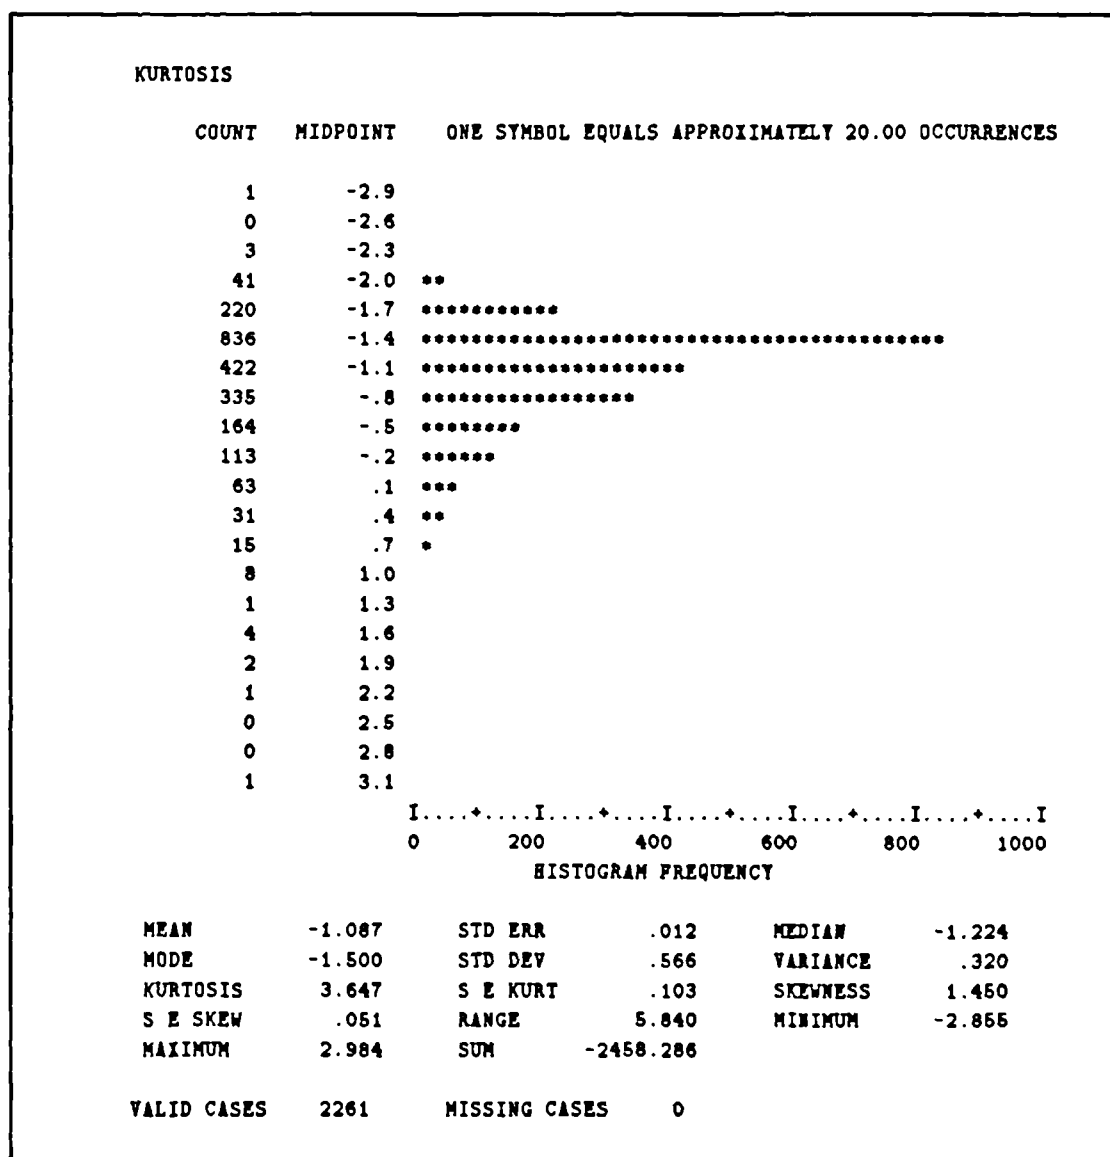 KURTOSIS
COUNT MIDPOINT ONE SYMBOL EQUALS APPROXIMATELY 20.00 OCCURRENCES
1 -2.9
0 -2.6
3 -2.3
41 -2.0 **
220 -1.7 ***********
836 -1.4 ******************************************
422 -1.1 *********************
335 -.8 *****************
164 -.5 ********
113 -.2 ******
63 .1 ***
31 .4 **
15 .7 *
8 1.0
1 1.3
4 1.6
2 1.9
1 2.2
0 2.5
0 2.8
1 3.1
I....+....I....+....I....+....I....+....I....+....I
0 200 400 600 800 1000
HISTOGRAM FREQUENCY
MEAN -1.087 STD ERR .012 MEDIAN -1.224
MODE -1.500 STD DEV .566 VARIANCE .320
KURTOSIS 3.647 S E KURT .103 SKEWNESS 1.450
S E SKEW .051 RANGE 5.840 MINIMUM -2.855
MAXIMUM 2.984 SUM -2458.286
VALID CASES 2261 MISSING CASES 0